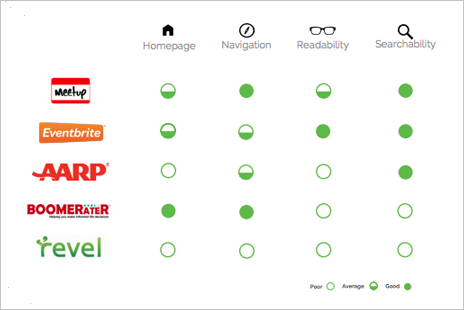 Homepage Navigation Readability Searchability
Meetup
Eventbrite
AARP
BOOMERATER
Helping you make informed life decisions
revel
Poor Average Good